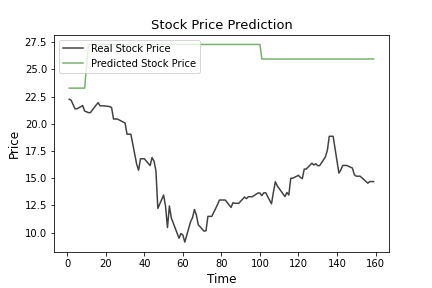 Stock Price Prediction
Real Stock Price
Predicted Stock Price
27.5
25.0
22.5
20.0
17.5
15.0
12.5
10.0
Price
0 20 40 60 80 100 120 140 160
Time